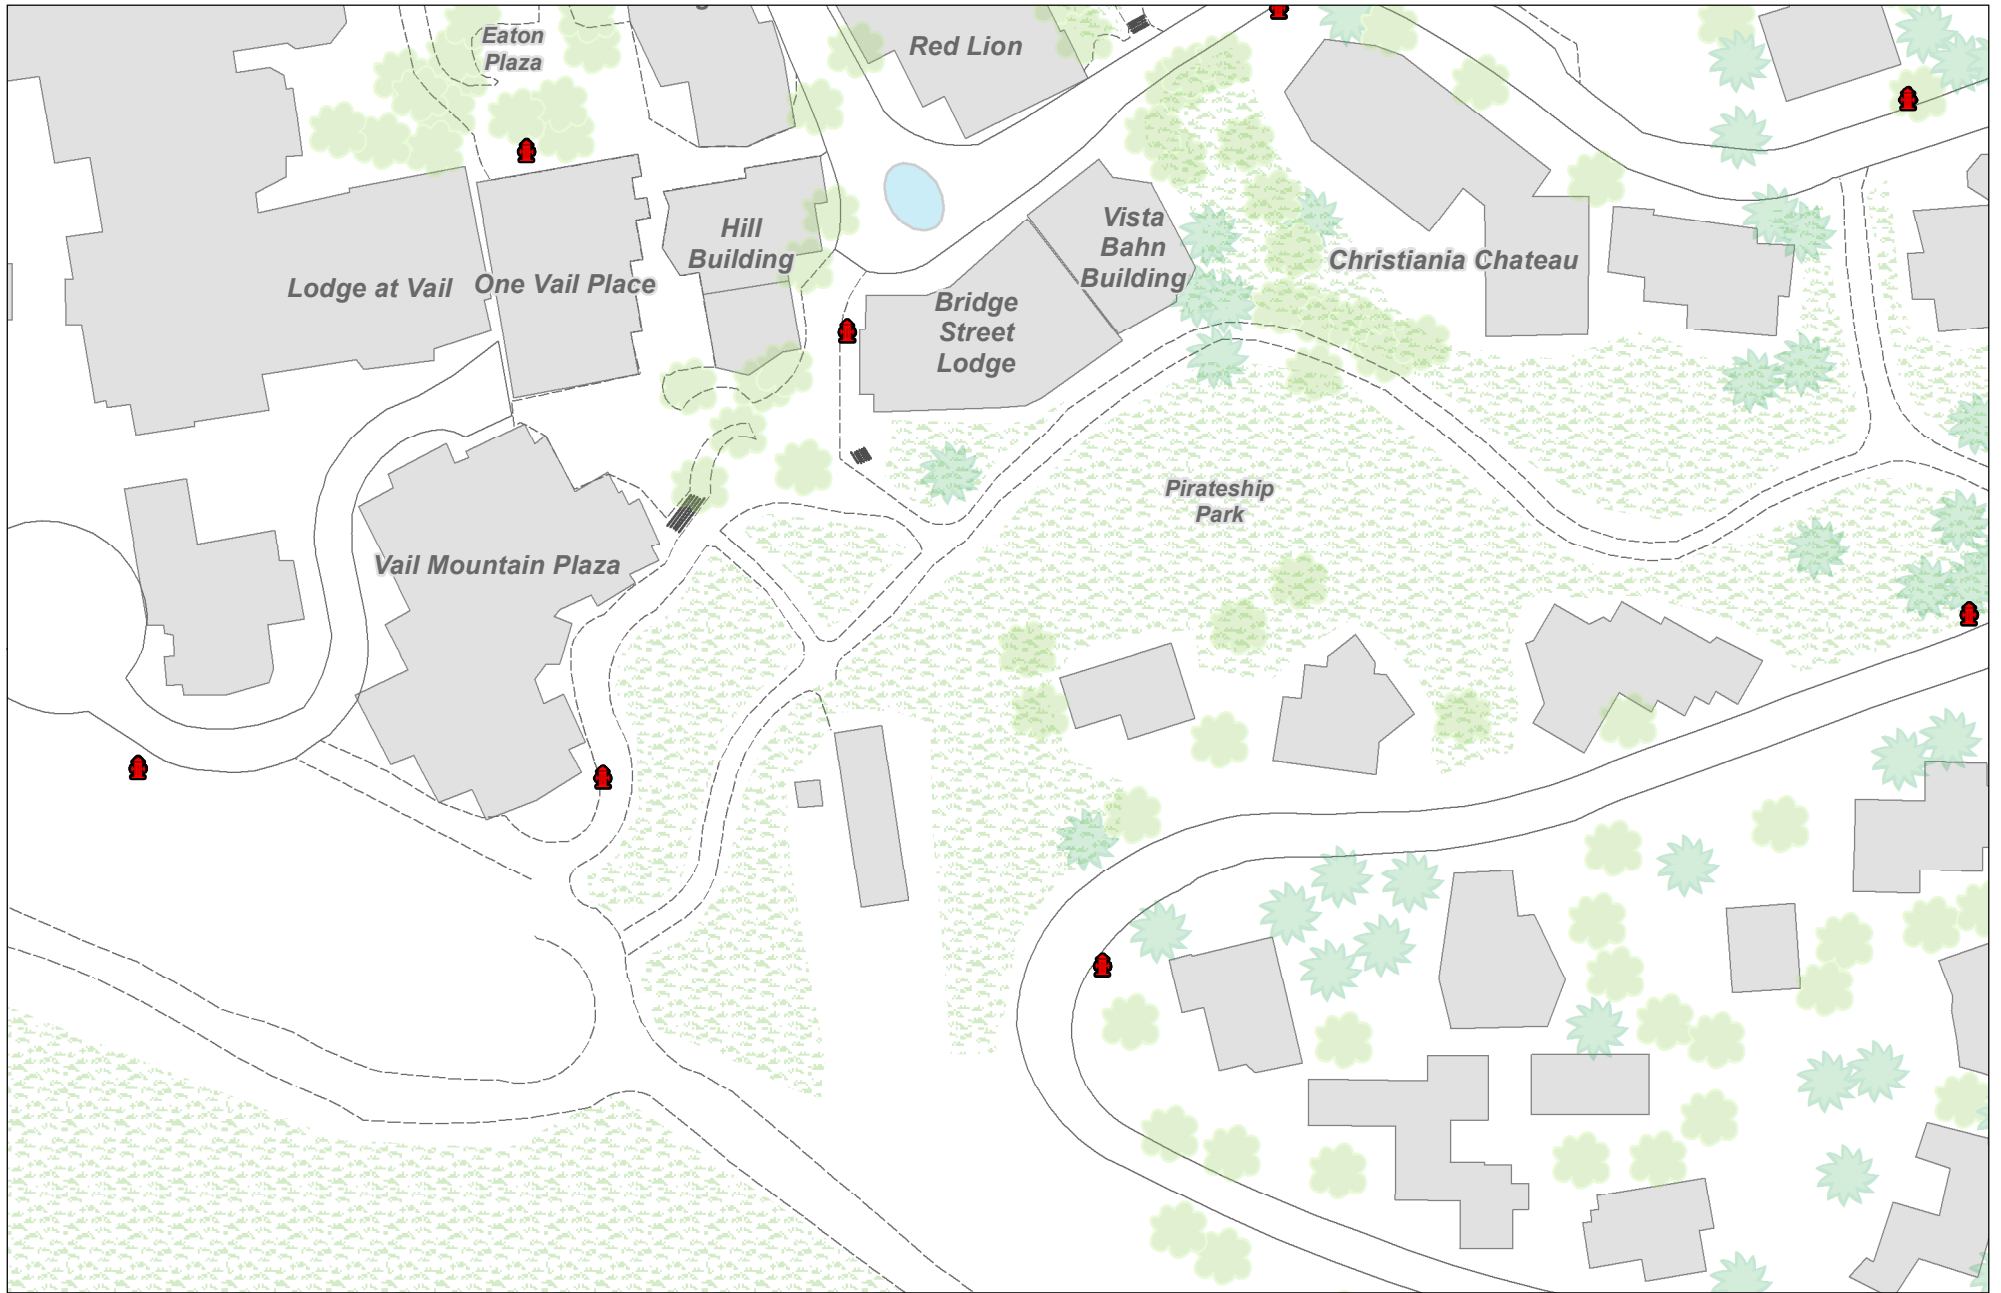 Eaton
Plaza
Red Lion
Hill
Building
Vista
Bahn
Building
Lodge at Vail
One Vail Place
Christiania Chateau
Bridge
Street
Lodge
Pirateship
Park
Vail Mountain Plaza